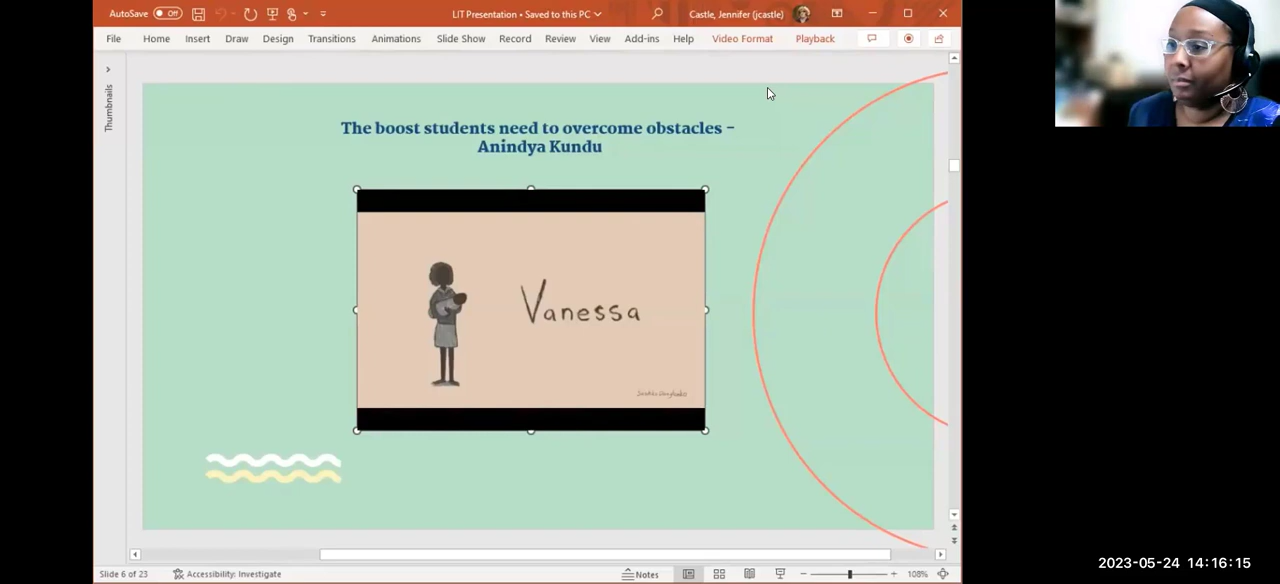 AutoSave Off LIT Presentation • Saved to this PC Castle, Jennifer (jcastle)
File Home Insert Draw Design Transitions Animations Slide Show Record Review View Add-ins Help Video Format Playback
Thumbnails
The boost students need to overcome obstacles -
Anindya Kundu
Vanessa
Slide 6 of 23 Accessibility: Investigate Notes 108%
2023-05-24 14:16:15